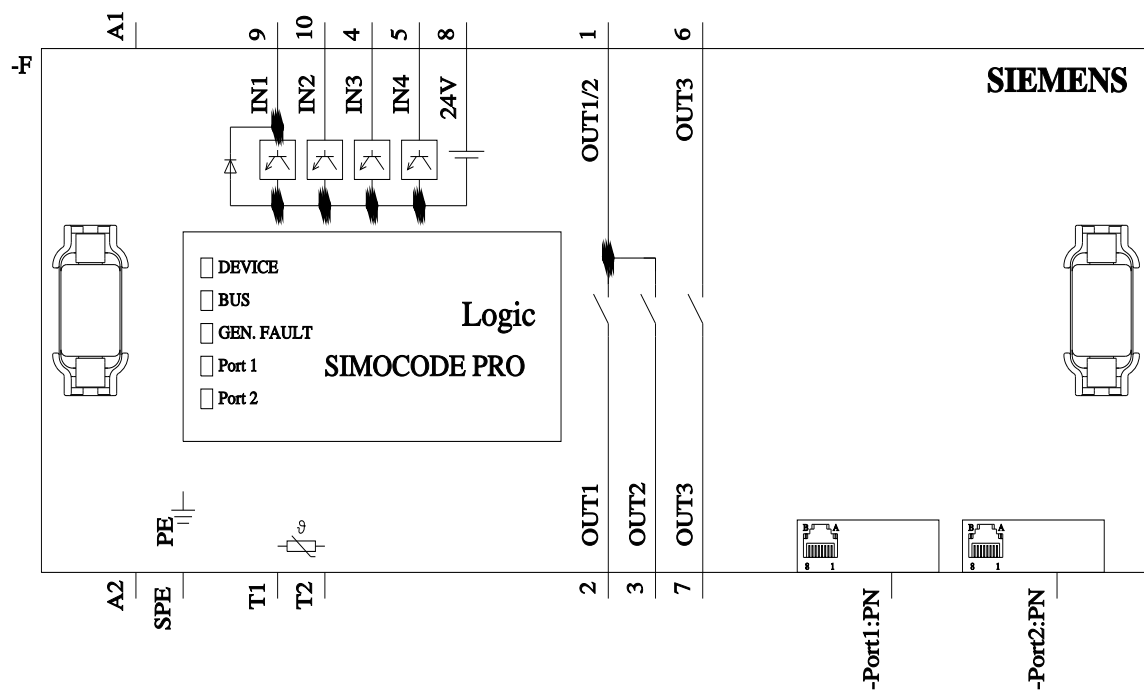 A1
9
10
4
5
8
1
6
-F
IN1
IN2
IN3
IN4
24V
OUT1/2
OUT3
SIEMENS
DEVICE
BUS
GEN. FAULT
Port 1
Port 2
Logic
SIMOCODE PRO
PE
ϑ
OUT1
OUT2
OUT3
B A
8 1
B A
8 1
A2
SPE
T1
T2
2
3
7
-Port1:PN
-Port2:PN